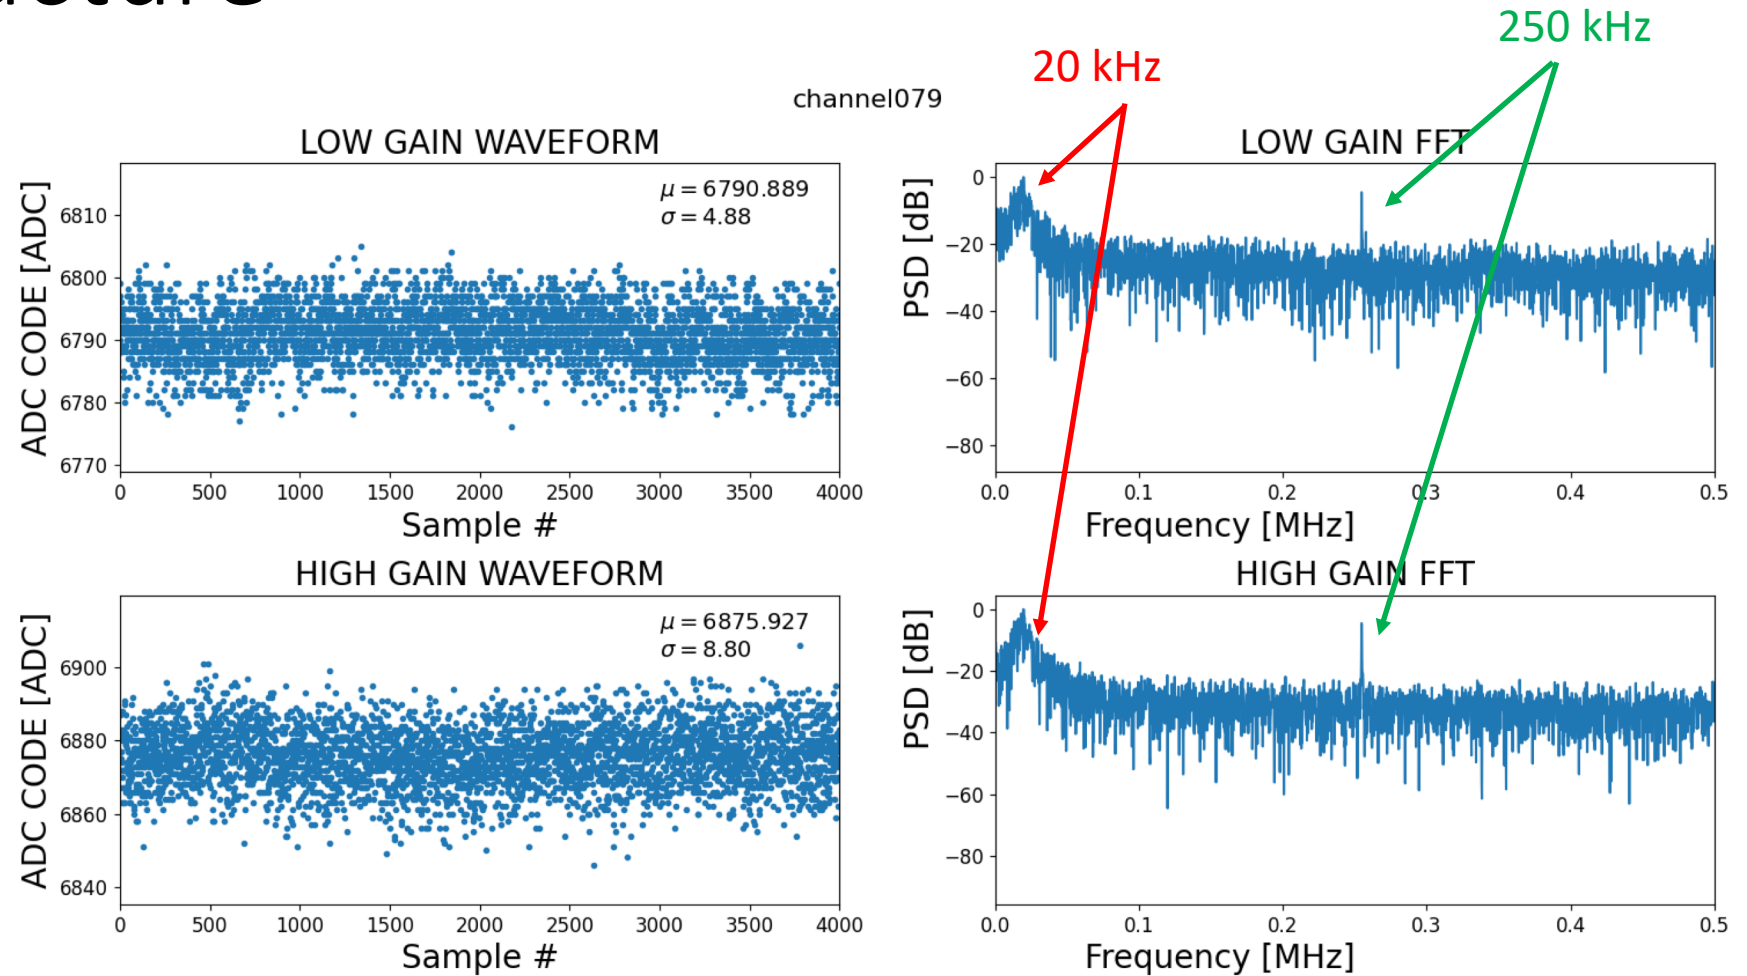 250 kHz
20 kHz
channel079
LOW GAIN WAVEFORM
μ = 6790.889
σ = 4.88
ADC CODE [ADC]
6810
6800
6790
6780
6770
0 500 1000 1500 2000 2500 3000 3500 4000
Sample #
LOW GAIN FFT
PSD [dB]
0
−20
−40
−60
−80
0.0 0.1 0.2 0.3 0.4 0.5
Frequency [MHz]
HIGH GAIN WAVEFORM
μ = 6875.927
σ = 8.80
ADC CODE [ADC]
6900
6880
6860
6840
0 500 1000 1500 2000 2500 3000 3500 4000
Sample #
HIGH GAIN FFT
PSD [dB]
0
−20
−40
−60
−80
0.0 0.1 0.2 0.3 0.4 0.5
Frequency [MHz]